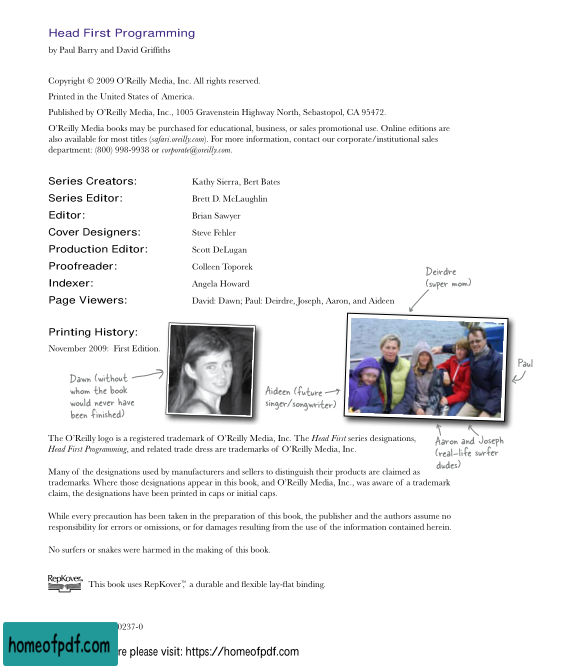 Head First Programming
by Paul Barry and David Griffiths
Copyright © 2009 O'Reilly Media, Inc. All rights reserved.
Printed in the United States of America.
Published by O'Reilly Media, Inc., 1005 Gravenstein Highway North, Sebastopol, CA 95472.
O'Reilly Media books may be purchased for educational, business, or sales promotional use. Online editions are
also available for most titles (safari.oreilly.com). For more information, contact our corporate/institutional sales
department: (800) 998-9938 or corporate@oreilly.com.
Series Creators: Kathy Sierra, Bert Bates
Series Editor: Brett D. McLaughlin
Editor: Brian Sawyer
Cover Designers: Steve Fehler
Production Editor: Scott DeLugan
Proofreader: Colleen Toporek
Indexer: Angela Howard
Page Viewers: David: Dawn; Paul: Deirdre, Joseph, Aaron, and Aideen
Deirdre
(super mom)
Printing History:
November 2009: First Edition.
Dawn (without
whom the book
would never have
been finished)
Aideen (future
singer/songwriter)
Paul
Aaron and Joseph
(real-life surfer
dudes)
The O'Reilly logo is a registered trademark of O'Reilly Media, Inc. The Head First series designations,
Head First Programming, and related trade dress are trademarks of O'Reilly Media, Inc.
Many of the designations used by manufacturers and sellers to distinguish their products are claimed as
trademarks. Where those designations appear in this book, and O'Reilly Media, Inc., was aware of a trademark
claim, the designations have been printed in caps or initial caps.
While every precaution has been taken in the preparation of this book, the publisher and the authors assume no
responsibility for errors or omissions, or for damages resulting from the use of the information contained herein.
No surfers or snakes were harmed in the making of this book.
RepKover™ This book uses RepKover™, a durable and flexible lay-flat binding.
0237-0
homeofpdf.com
re please visit: https://homeofpdf.com